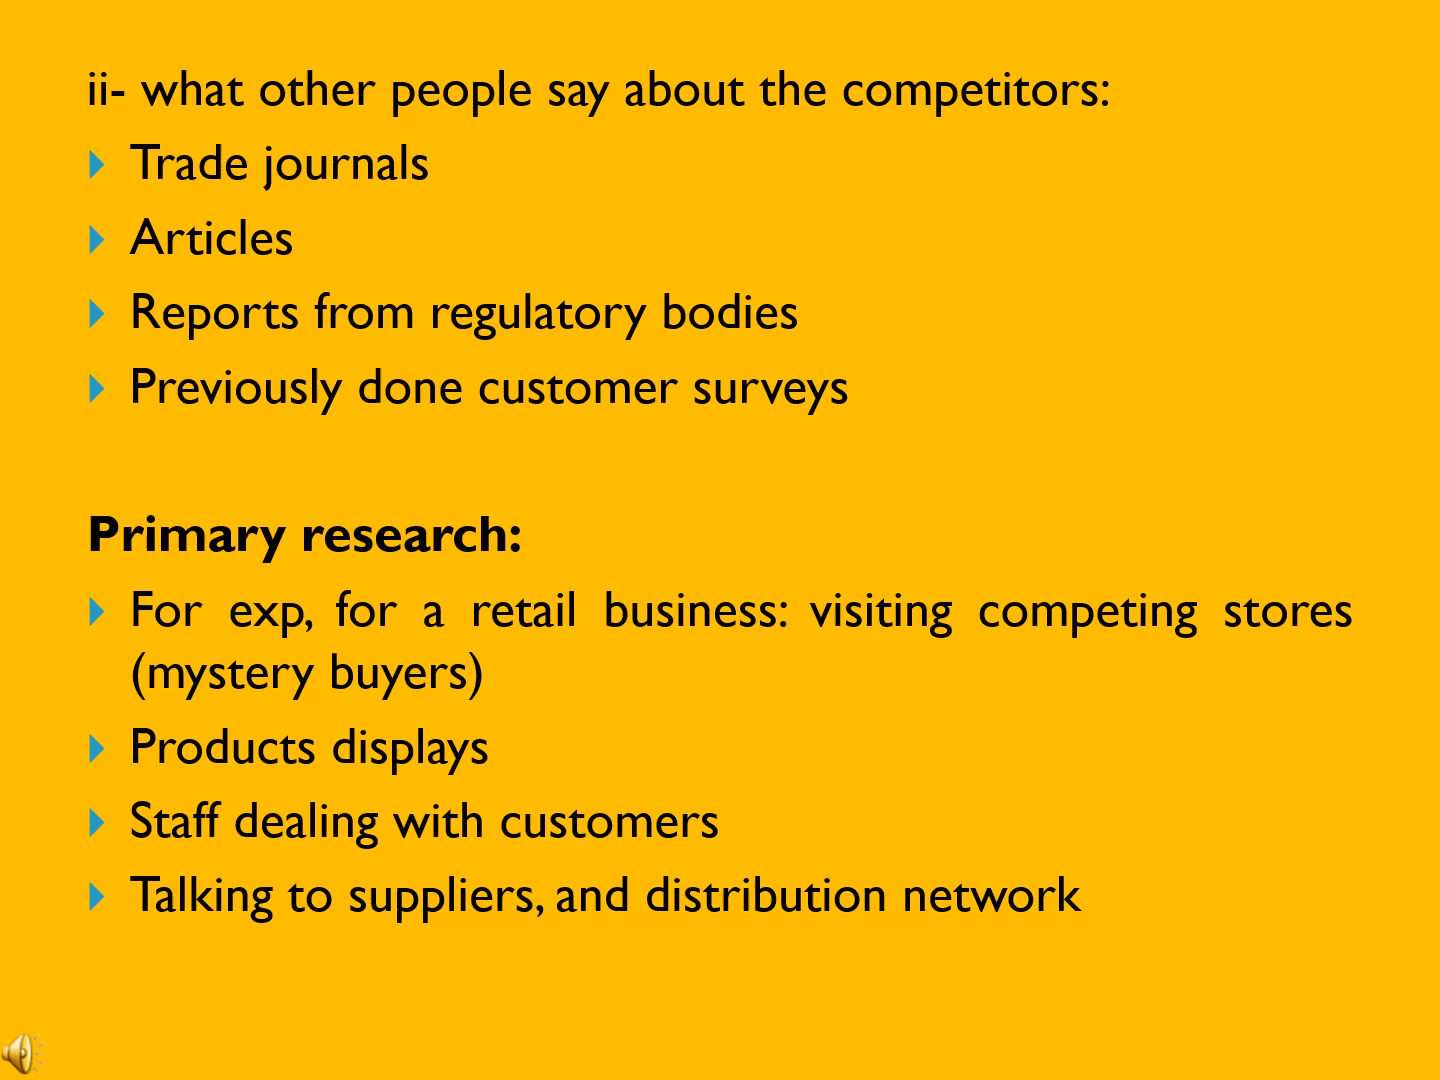 ii- what other people say about the competitors:
Trade journals
Articles
Reports from regulatory bodies
Previously done customer surveys
Primary research:
For exp, for a retail business: visiting competing stores
(mystery buyers)
Products displays
Staff dealing with customers
Talking to suppliers, and distribution network